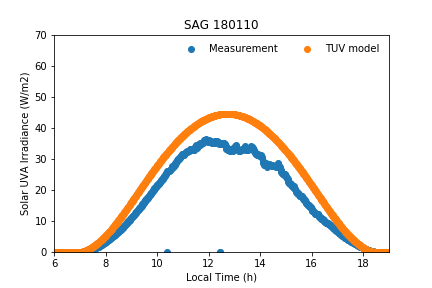 SAG 180110
70
60
50
40
30
20
10
0
Solar UVA Irradiance (W/m2)
Measurement
TUV model
6 8 10 12 14 16 18
Local Time (h)